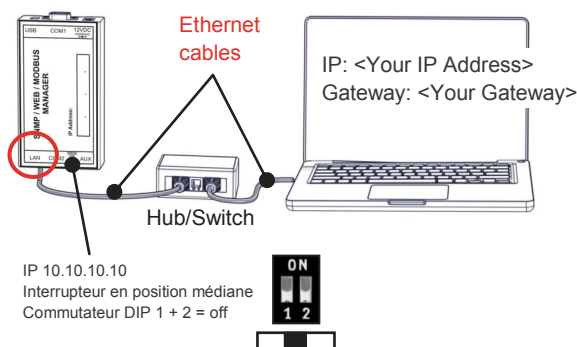 Ethernet
cables
USB COM1 12VDC
SNMP / WEB / MODBUS
MANAGER
IP Address:
LAN COM2 AUX
IP: <Your IP Address>
Gateway: <Your Gateway>
Hub/Switch
IP 10.10.10.10
Interrupteur en position médiane
Commutateur DIP 1 + 2 = off
ON
1 2